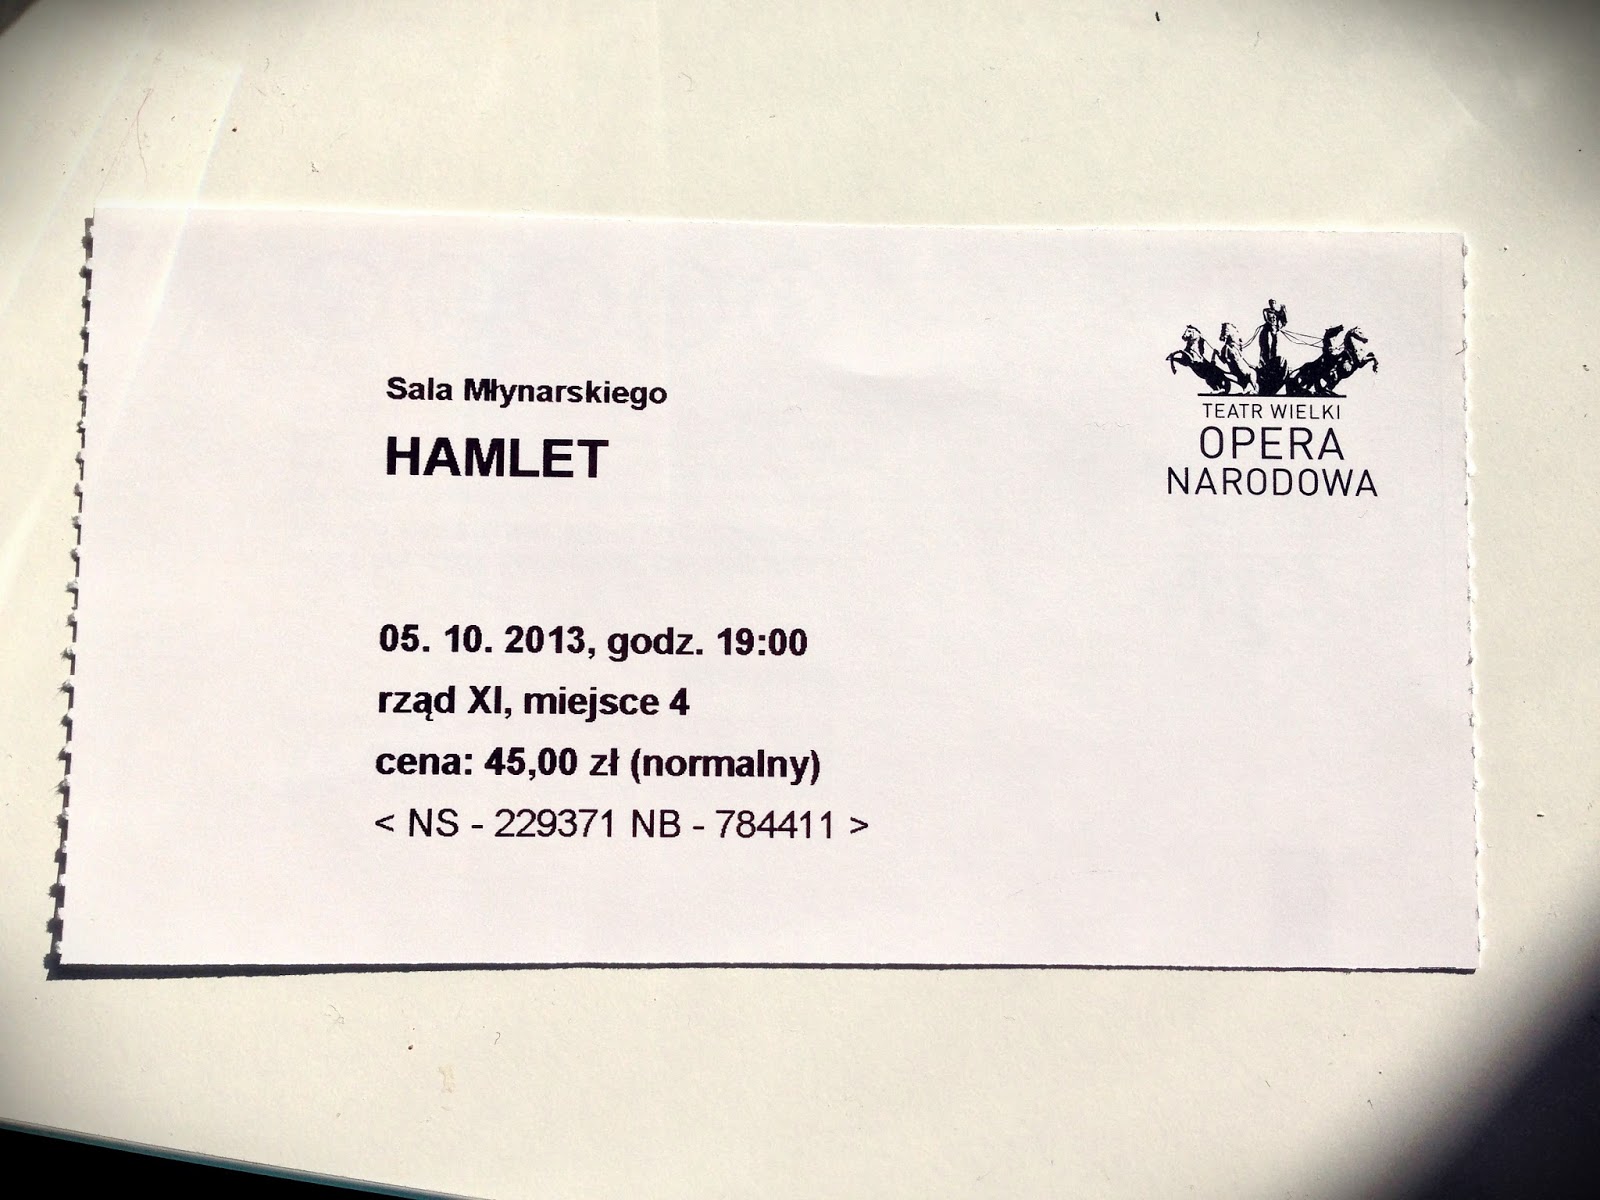 Sala Młynarskiego
HAMLET
TEATR WIELKI
OPERA
NARODOWA
05. 10. 2013, godz. 19:00
rząd XI, miejsce 4
cena: 45,00 zł (normalny)
< NS - 229371 NB - 784411 >